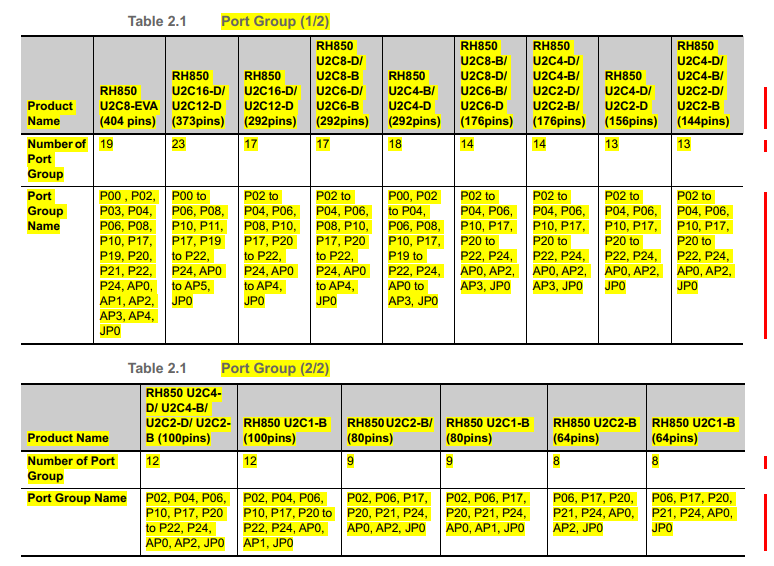 Table 2.1 Port Group (1/2)
Product Name
RH850 U2C8-EVA (404 pins)
RH850 U2C16-D/ U2C12-D (373pins)
RH850 U2C16-D/ U2C12-D (292pins)
RH850 U2C8-D/ U2C8-B U2C6-D/ U2C6-B (292pins)
RH850 U2C4-B/ U2C4-D (292pins)
RH850 U2C8-B/ U2C8-D/ U2C6-B/ U2C6-D (176pins)
RH850 U2C4-D/ U2C4-B/ U2C2-D/ U2C2-B/ (176pins)
RH850 U2C4-D/ U2C2-D (156pins)
RH850 U2C4-D/ U2C4-B/ U2C2-D/ U2C2-B (144pins)
Number of Port Group
19 23 17 17 18 14 14 13 13
Port Group Name
P00 , P02, P03, P04, P06, P08, P10, P17, P19, P20, P21, P22, P24, AP0, AP1, AP2, AP3, AP4, JP0
P00 to P06, P08, P10, P11, P17, P19 to P22, P24, AP0 to AP5, JP0
P02 to P04, P06, P08, P10, P17, P20 to P22, P24, AP0 to AP4, JP0
P02 to P04, P06, P08, P10, P17, P20 to P22, P24, AP0 to AP4, JP0
P00, P02 to P04, P06, P08, P10, P17, P19 to P22, P24, AP0 to AP3, JP0
P02 to P04, P06, P10, P17, P20 to P22, P24, AP0, AP2, AP3, JP0
P02 to P04, P06, P10, P17, P20 to P22, P24, AP0, AP2, AP3, JP0
P02 to P04, P06, P10, P17, P20 to P22, P24, AP0, AP2, JP0
P02 to P04, P06, P10, P17, P20 to P22, P24, AP0, AP2, JP0
Table 2.1 Port Group (2/2)
Product Name
RH850 U2C4-D/ U2C4-B/ U2C2-D/ U2C2-B (100pins)
RH850 U2C1-B (100pins)
RH850 U2C2-B/ (80pins)
RH850 U2C1-B (80pins)
RH850 U2C2-B (64pins)
RH850 U2C1-B (64pins)
Number of Port Group
12 12 9 9 8 8
Port Group Name
P02, P04, P06, P10, P17, P20 to P22, P24, AP0, AP2, JP0
P02, P04, P06, P10, P17, P20 to P22, P24, AP0, AP1, JP0
P02, P06, P17, P20, P21, P24, AP0, AP2, JP0
P02, P06, P17, P20, P21, P24, AP0, AP1, JP0
P06, P17, P20, P21, P24, AP0, AP2, JP0
P06, P17, P20, P21, P24, AP0, JP0